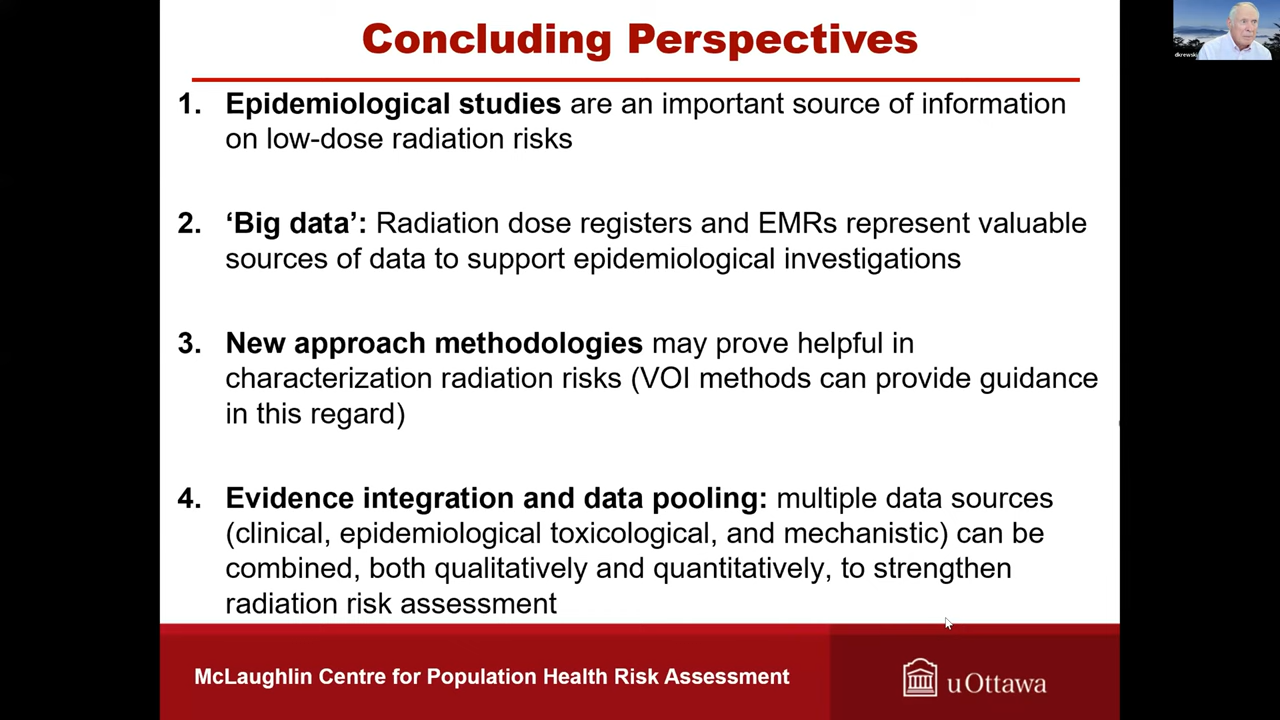 Concluding Perspectives
1. Epidemiological studies are an important source of information
on low-dose radiation risks
2. ‘Big data’: Radiation dose registers and EMRs represent valuable
sources of data to support epidemiological investigations
3. New approach methodologies may prove helpful in
characterization radiation risks (VOI methods can provide guidance
in this regard)
4. Evidence integration and data pooling: multiple data sources
(clinical, epidemiological toxicological, and mechanistic) can be
combined, both qualitatively and quantitatively, to strengthen
radiation risk assessment
McLaughlin Centre for Population Health Risk Assessment
uOttawa
dkrewski